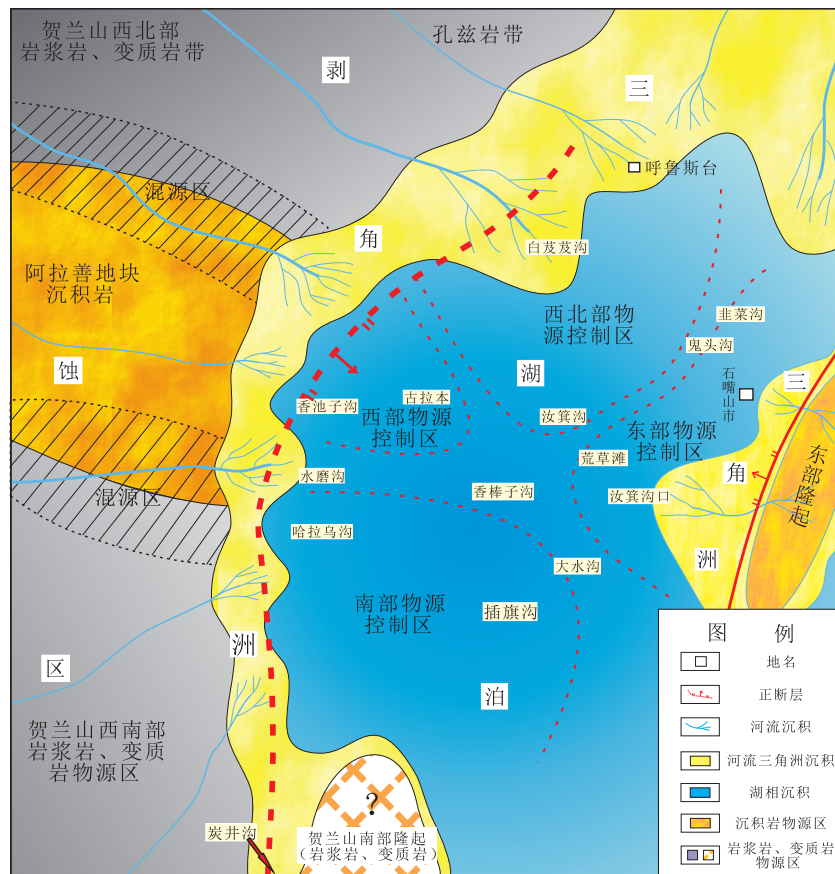 贺兰山西北部
岩浆岩、变质岩带
孔兹岩带
剥
三
呼鲁斯台
混源区
角
白芨芨沟
阿拉善地块
沉积岩
西北部物
源控制区
韭菜沟
鬼头沟
蚀
湖
石嘴山市
三
古拉本
香池子沟
西部物源
控制区
汝箕沟
东部物源
控制区
荒草滩
东部隆起
角
水磨沟
混源区
香棒子沟
汝箕沟口
哈拉乌沟
大水沟
洲
南部物源
控制区
插旗沟
洲
区
泊
贺兰山西南部
岩浆岩、变质
岩物源区
?
炭井沟
贺兰山南部隆起
(岩浆岩、变质岩)
图 例
地名
正断层
河流沉积
河流三角洲沉积
湖相沉积
沉积岩物源区
岩浆岩、变质岩
物源区